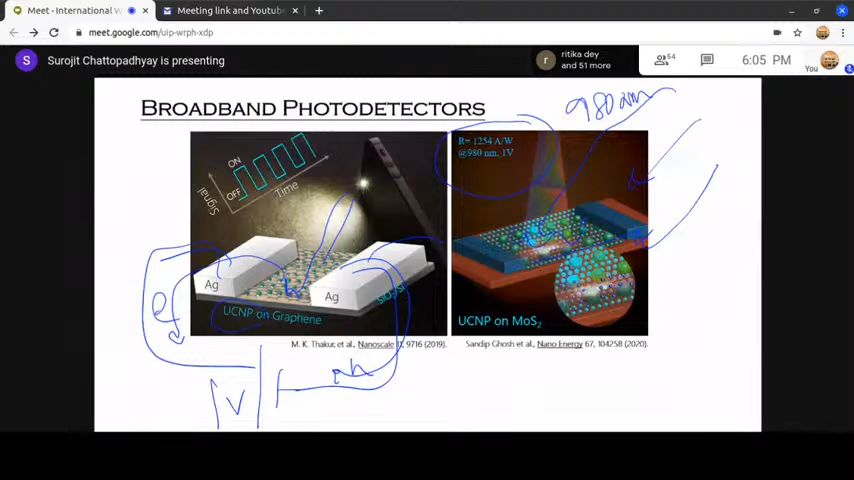 Meet - International W
Meeting link and Youtube
meet.google.com/uip-wrph-xdp
S
Surojit Chattopadhyay is presenting
r
ritika dey
and 51 more
54
6:05 PM
You
BROADBAND PHOTODETECTORS
980 nm
ON
OFF
Signal
Time
Ag
Ag
SiO2/Si
UCNP on Graphene
R= 1254 A/W
@980 nm, 1V
UCNP on MoS2
M. K. Thakur, et al., Nanoscale 11, 9716 (2019).
Sandip Ghosh et al., Nano Energy 67, 104258 (2020).
e
h
V